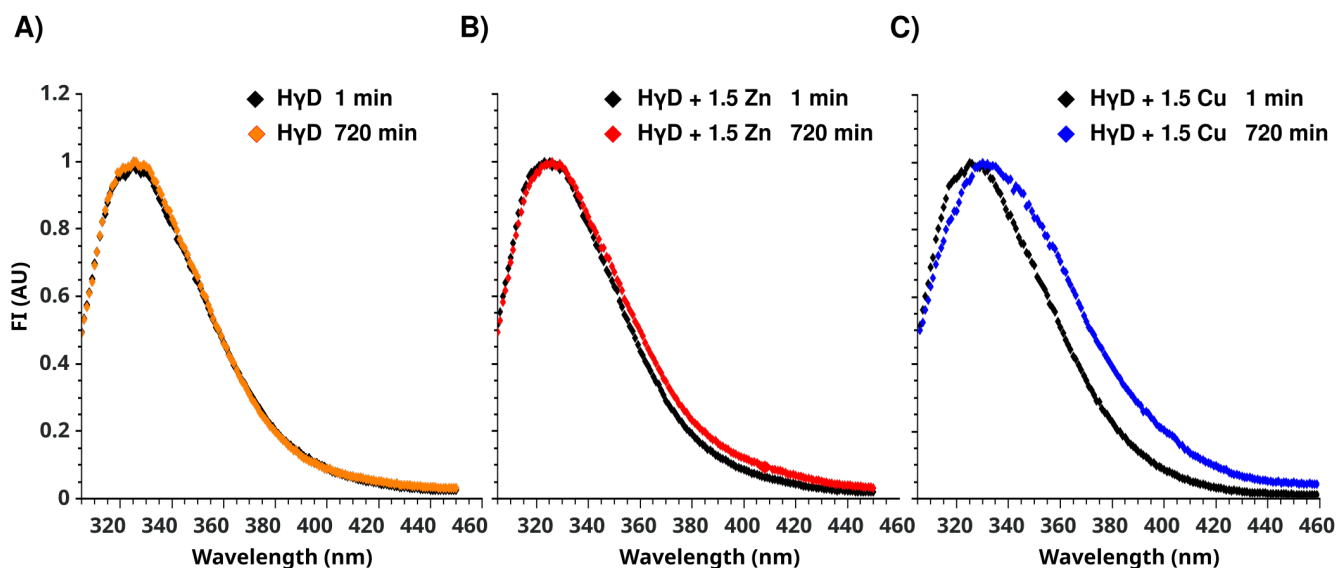 A)
B)
C)
HγD 1 min
HγD 720 min
HγD + 1.5 Zn 1 min
HγD + 1.5 Zn 720 min
HγD + 1.5 Cu 1 min
HγD + 1.5 Cu 720 min
FI (AU)
1.2
1
0.8
0.6
0.4
0.2
0
320 340 360 380 400 420 440 460
320 340 360 380 400 420 440 460
320 340 360 380 400 420 440 460
Wavelength (nm)
Wavelength (nm)
Wavelength (nm)